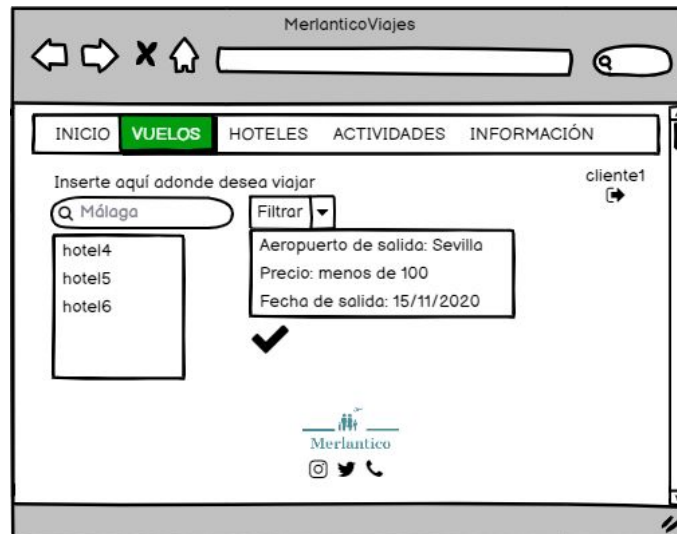 MerlanticoViajes
INICIO VUELOS HOTELES ACTIVIDADES INFORMACIÓN
cliente1
Inserte aquí adonde desea viajar
Málaga
Filtrar
hotel4
hotel5
hotel6
Aeropuerto de salida: Sevilla
Precio: menos de 100
Fecha de salida: 15/11/2020
Merlantico